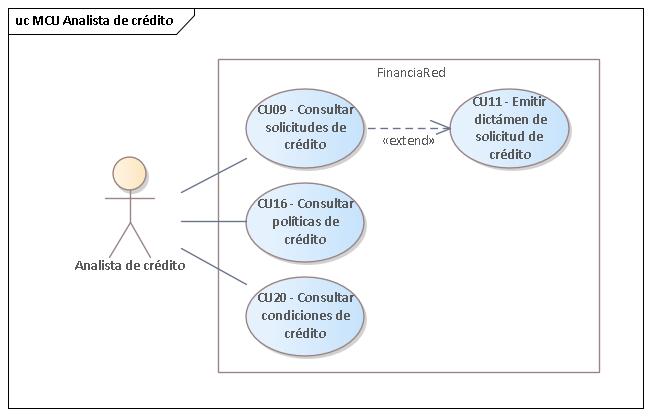 uc MCU Analista de crédito
FinanciaRed
CU09 - Consultar
solicitudes de
crédito
«extend»
CU11 - Emitir
dictámen de
solicitud de
crédito
CU16 - Consultar
políticas de
crédito
Analista de crédito
CU20 - Consultar
condiciones de
crédito